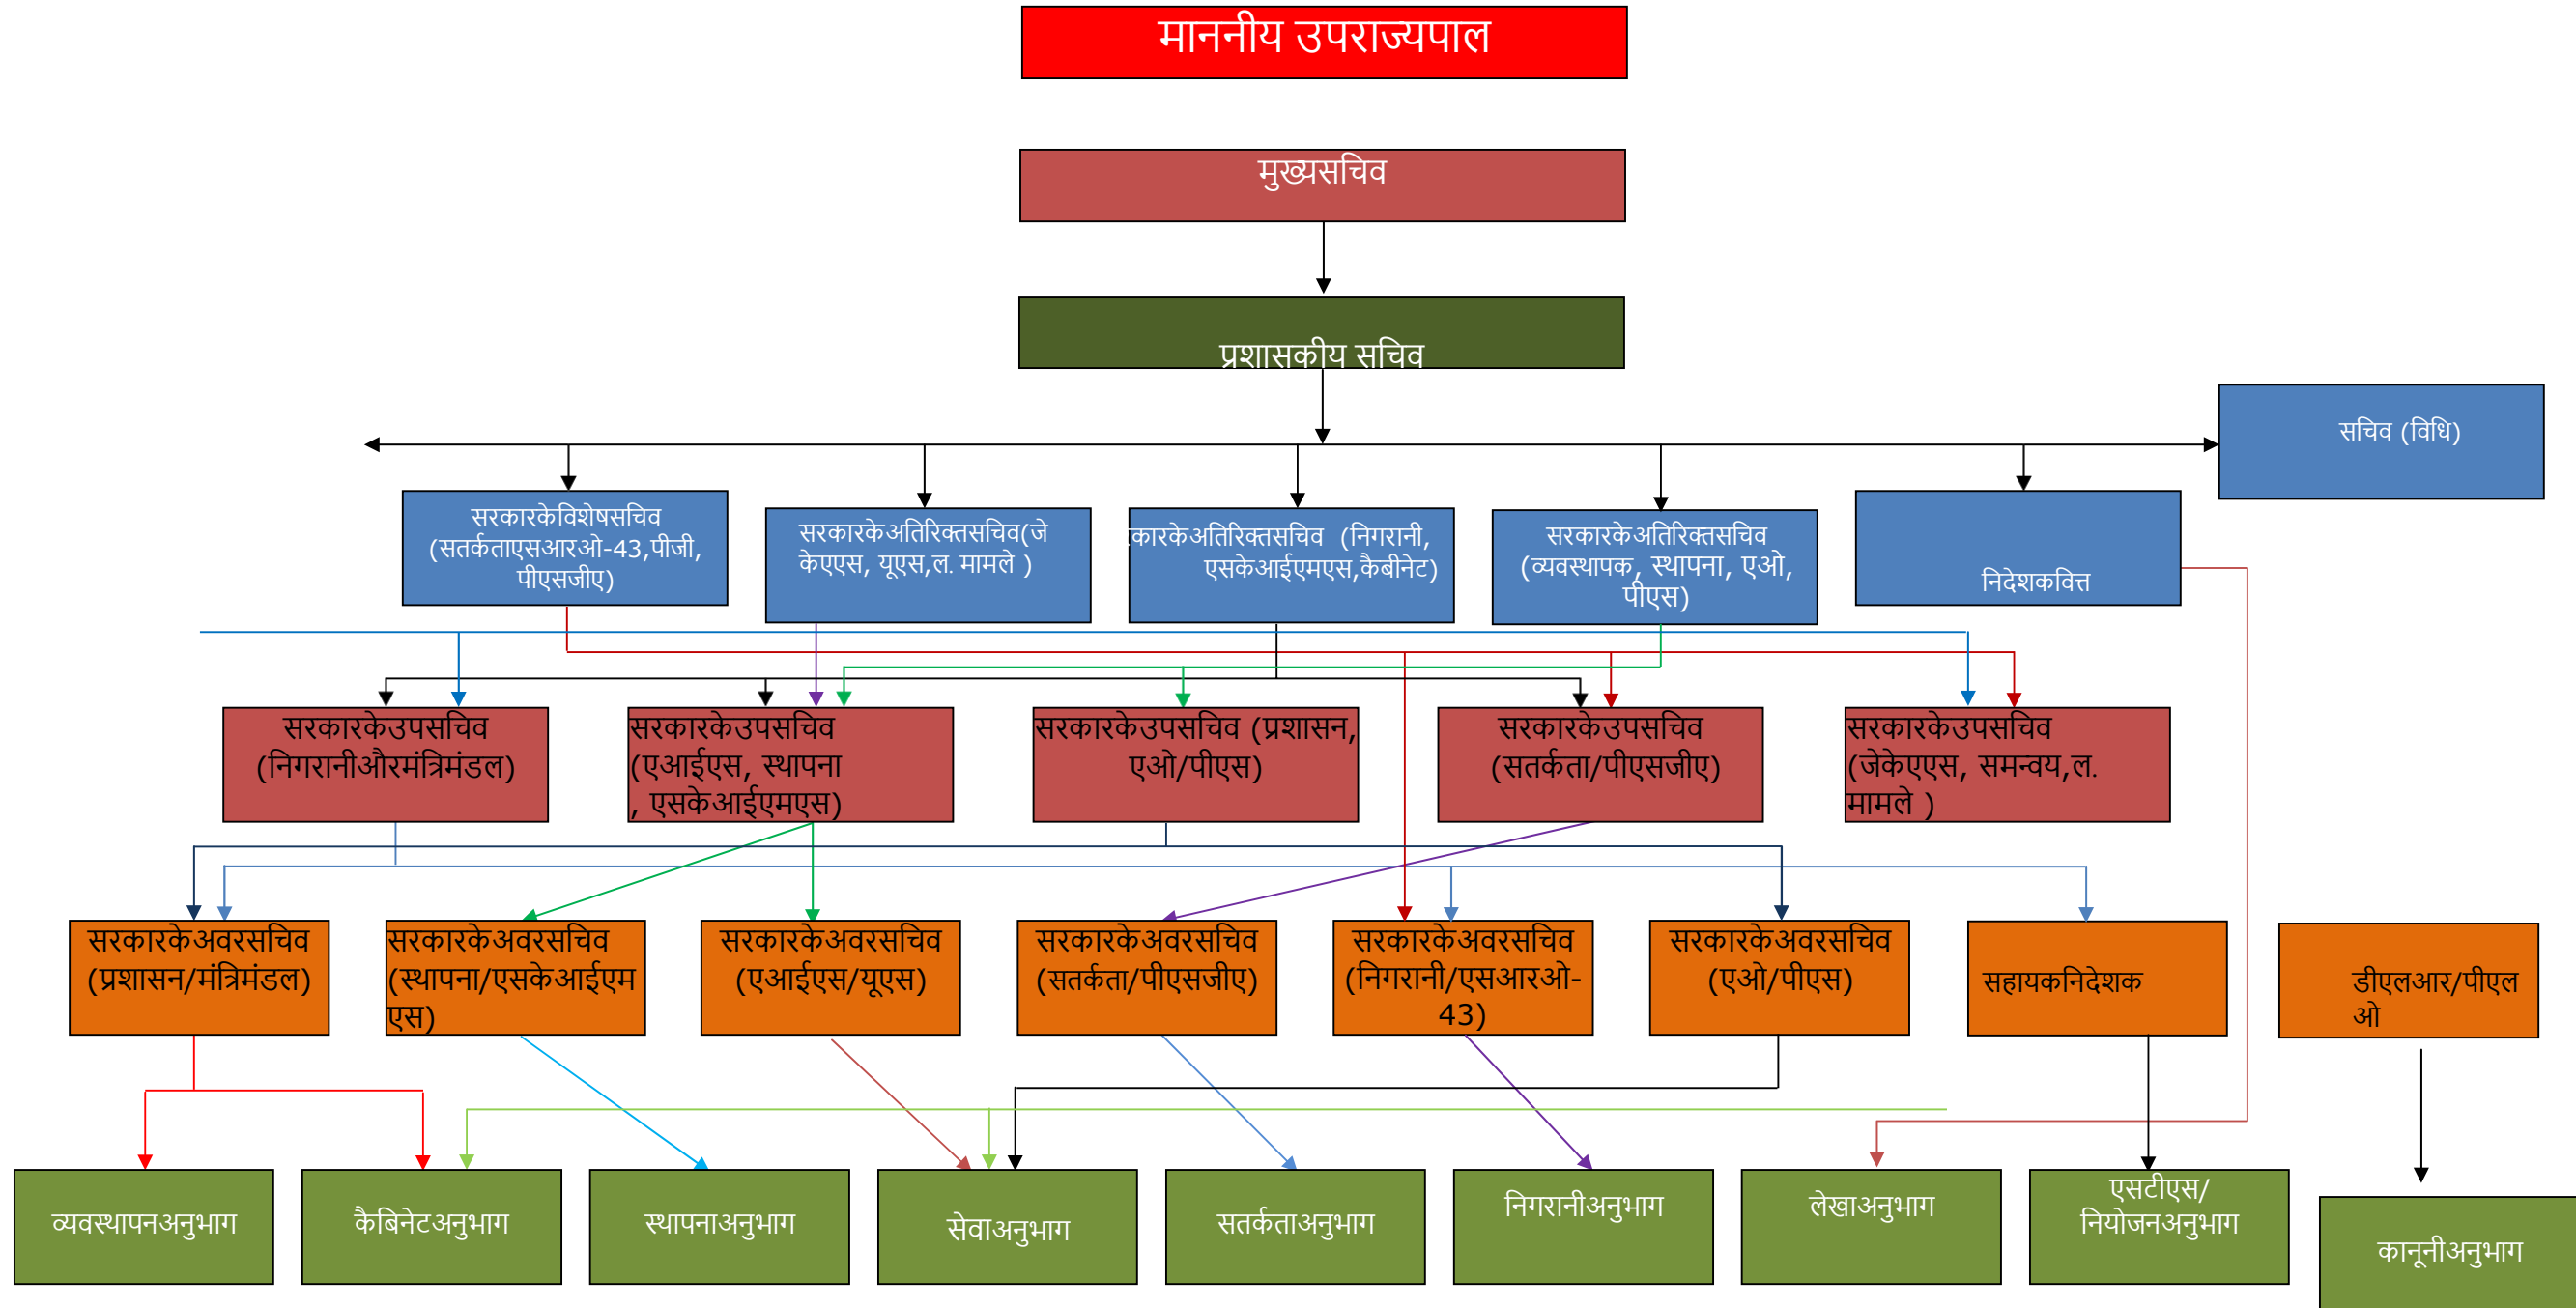 माननीय उपराज्यपाल
मुख्यसचिव
प्रशासकीय सचिव
सचिव (विधि)
सरकारकेविशेषसचिव
(सतर्कताएसआरओ-43,पीजी,
पीएसजीए)
सरकारकेअतिरिक्तसचिव(जे
केएएस, यूएस,ल. मामले )
कारकेअतिरिक्तसचिव (निगरानी,
एसकेआईएमएस,कैबीनेट)
सरकारकेअतिरिक्तसचिव
(व्यवस्थापक, स्थापना, एओ,
पीएस)
निदेशकवित्त
सरकारकेउपसचिव
(निगरानीऔरमंत्रिमंडल)
सरकारकेउपसचिव
(एआईएस, स्थापना
, एसकेआईएमएस)
सरकारकेउपसचिव (प्रशासन,
एओ/पीएस)
सरकारकेउपसचिव
(सतर्कता/पीएसजीए)
सरकारकेउपसचिव
(जेकेएएस, समन्वय,ल.
मामले )
सरकारकेअवरसचिव
(प्रशासन/मंत्रिमंडल)
सरकारकेअवरसचिव
(स्थापना/एसकेआईएम
एस)
सरकारकेअवरसचिव
(एआईएस/यूएस)
सरकारकेअवरसचिव
(सतर्कता/पीएसजीए)
सरकारकेअवरसचिव
(निगरानी/एसआरओ-
43)
सरकारकेअवरसचिव
(एओ/पीएस)
सहायकनिदेशक
डीएलआर/पीएल
ओ
व्यवस्थापनअनुभाग
कैबिनेटअनुभाग
स्थापनाअनुभाग
सेवाअनुभाग
सतर्कताअनुभाग
निगरानीअनुभाग
लेखाअनुभाग
एसटीएस/
नियोजनअनुभाग
कानूनीअनुभाग